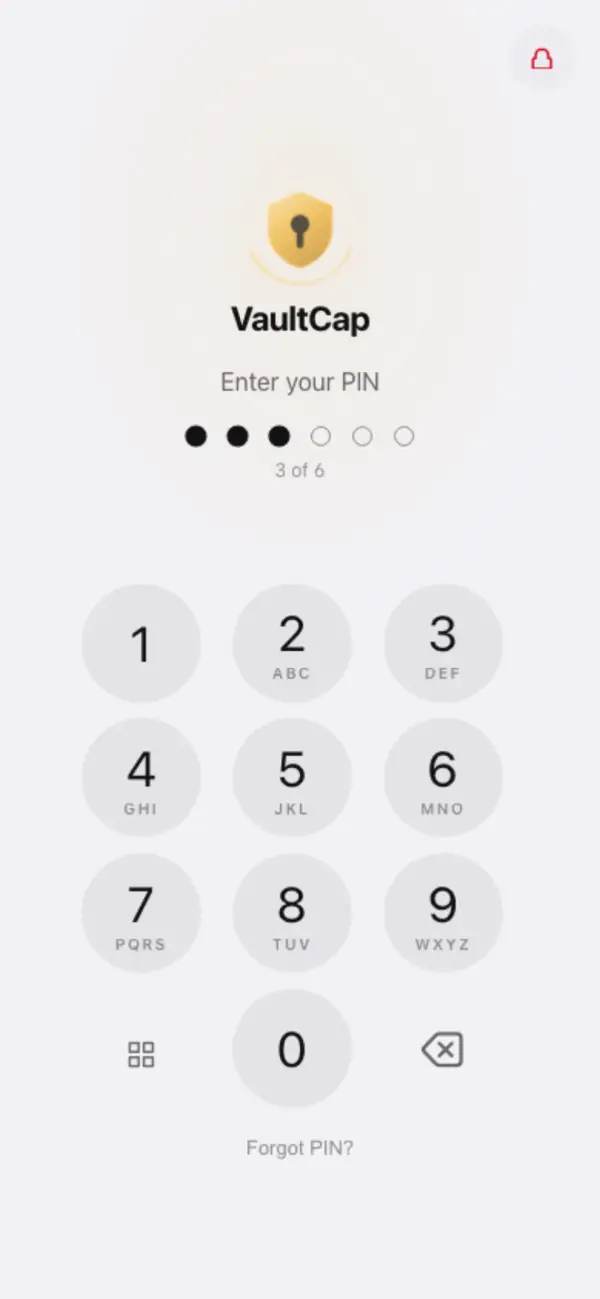 VaultCap
Enter your PIN
3 of 6
1 2 3
ABC DEF
4 5 6
GHI JKL MNO
7 8 9
PQRS TUV WXYZ
0
Forgot PIN?